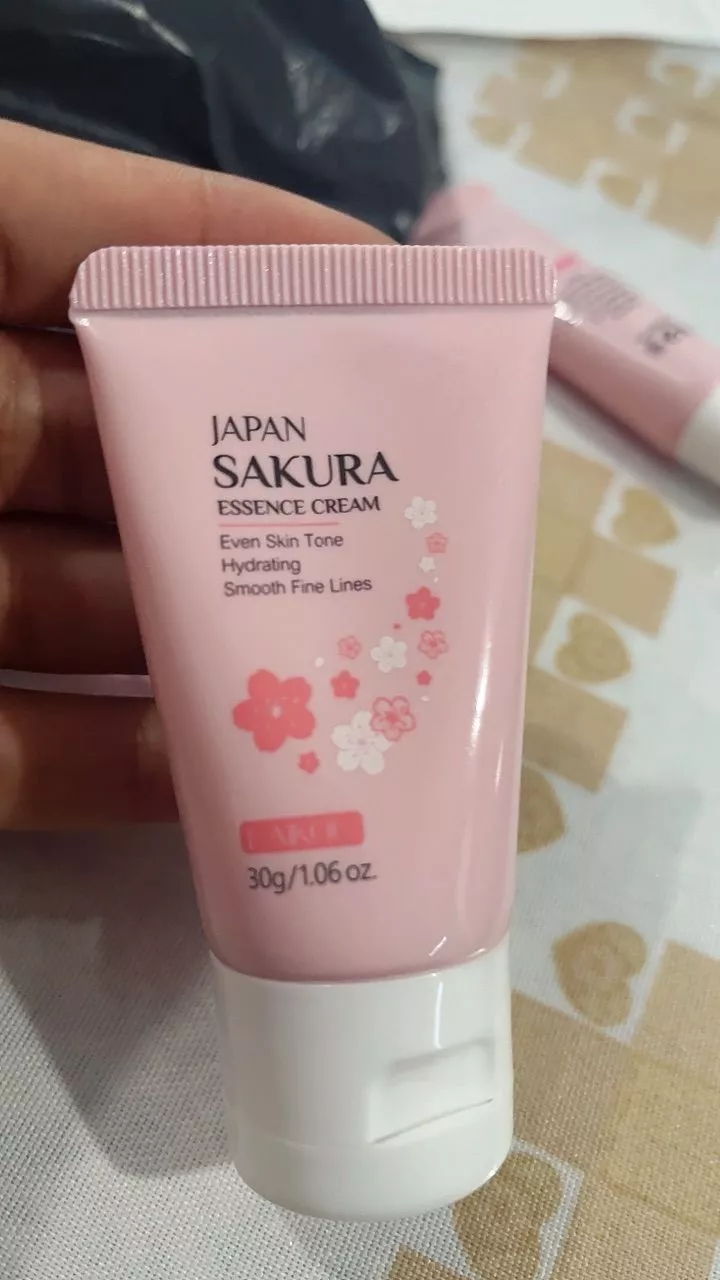 JAPAN
SAKURA
ESSENCE CREAM
Even Skin Tone
Hydrating
Smooth Fine Lines
30g/1.06 oz.